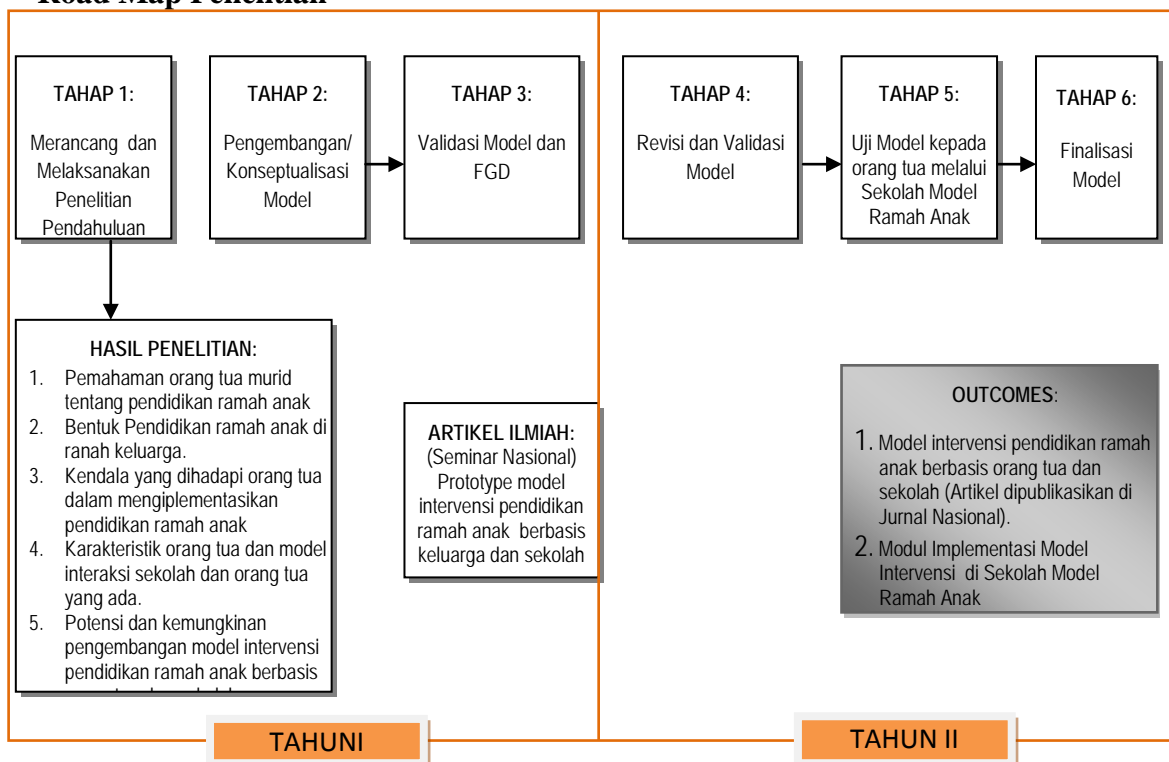 Road Map Penelitian
TAHAP 1:
Merancang dan
Melaksanakan
Penelitian
Pendahuluan
TAHAP 2:
Pengembangan/
Konseptualisasi
Model
TAHAP 3:
Validasi Model dan
FGD
TAHAP 4:
Revisi dan Validasi
Model
TAHAP 5:
Uji Model kepada
orang tua melalui
Sekolah Model
Ramah Anak
TAHAP 6:
Finalisasi
Model
HASIL PENELITIAN:
1. Pemahaman orang tua murid
tentang pendidikan ramah anak
2. Bentuk Pendidikan ramah anak di
ranah keluarga.
3. Kendala yang dihadapi orang tua
dalam mengiplementasikan
pendidikan ramah anak
4. Karakteristik orang tua dan model
interaksi sekolah dan orang tua
yang ada.
5. Potensi dan kemungkinan
pengembangan model intervensi
pendidikan ramah anak berbasis
ARTIKEL ILMIAH:
(Seminar Nasional)
Prototype model
intervensi pendidikan
ramah anak berbasis
keluarga dan sekolah
OUTCOMES:
1. Model intervensi pendidikan ramah
anak berbasis orang tua dan
sekolah (Artikel dipublikasikan di
Jurnal Nasional).
2. Modul Implementasi Model
Intervensi di Sekolah Model
Ramah Anak
TAHUNI
TAHUN II